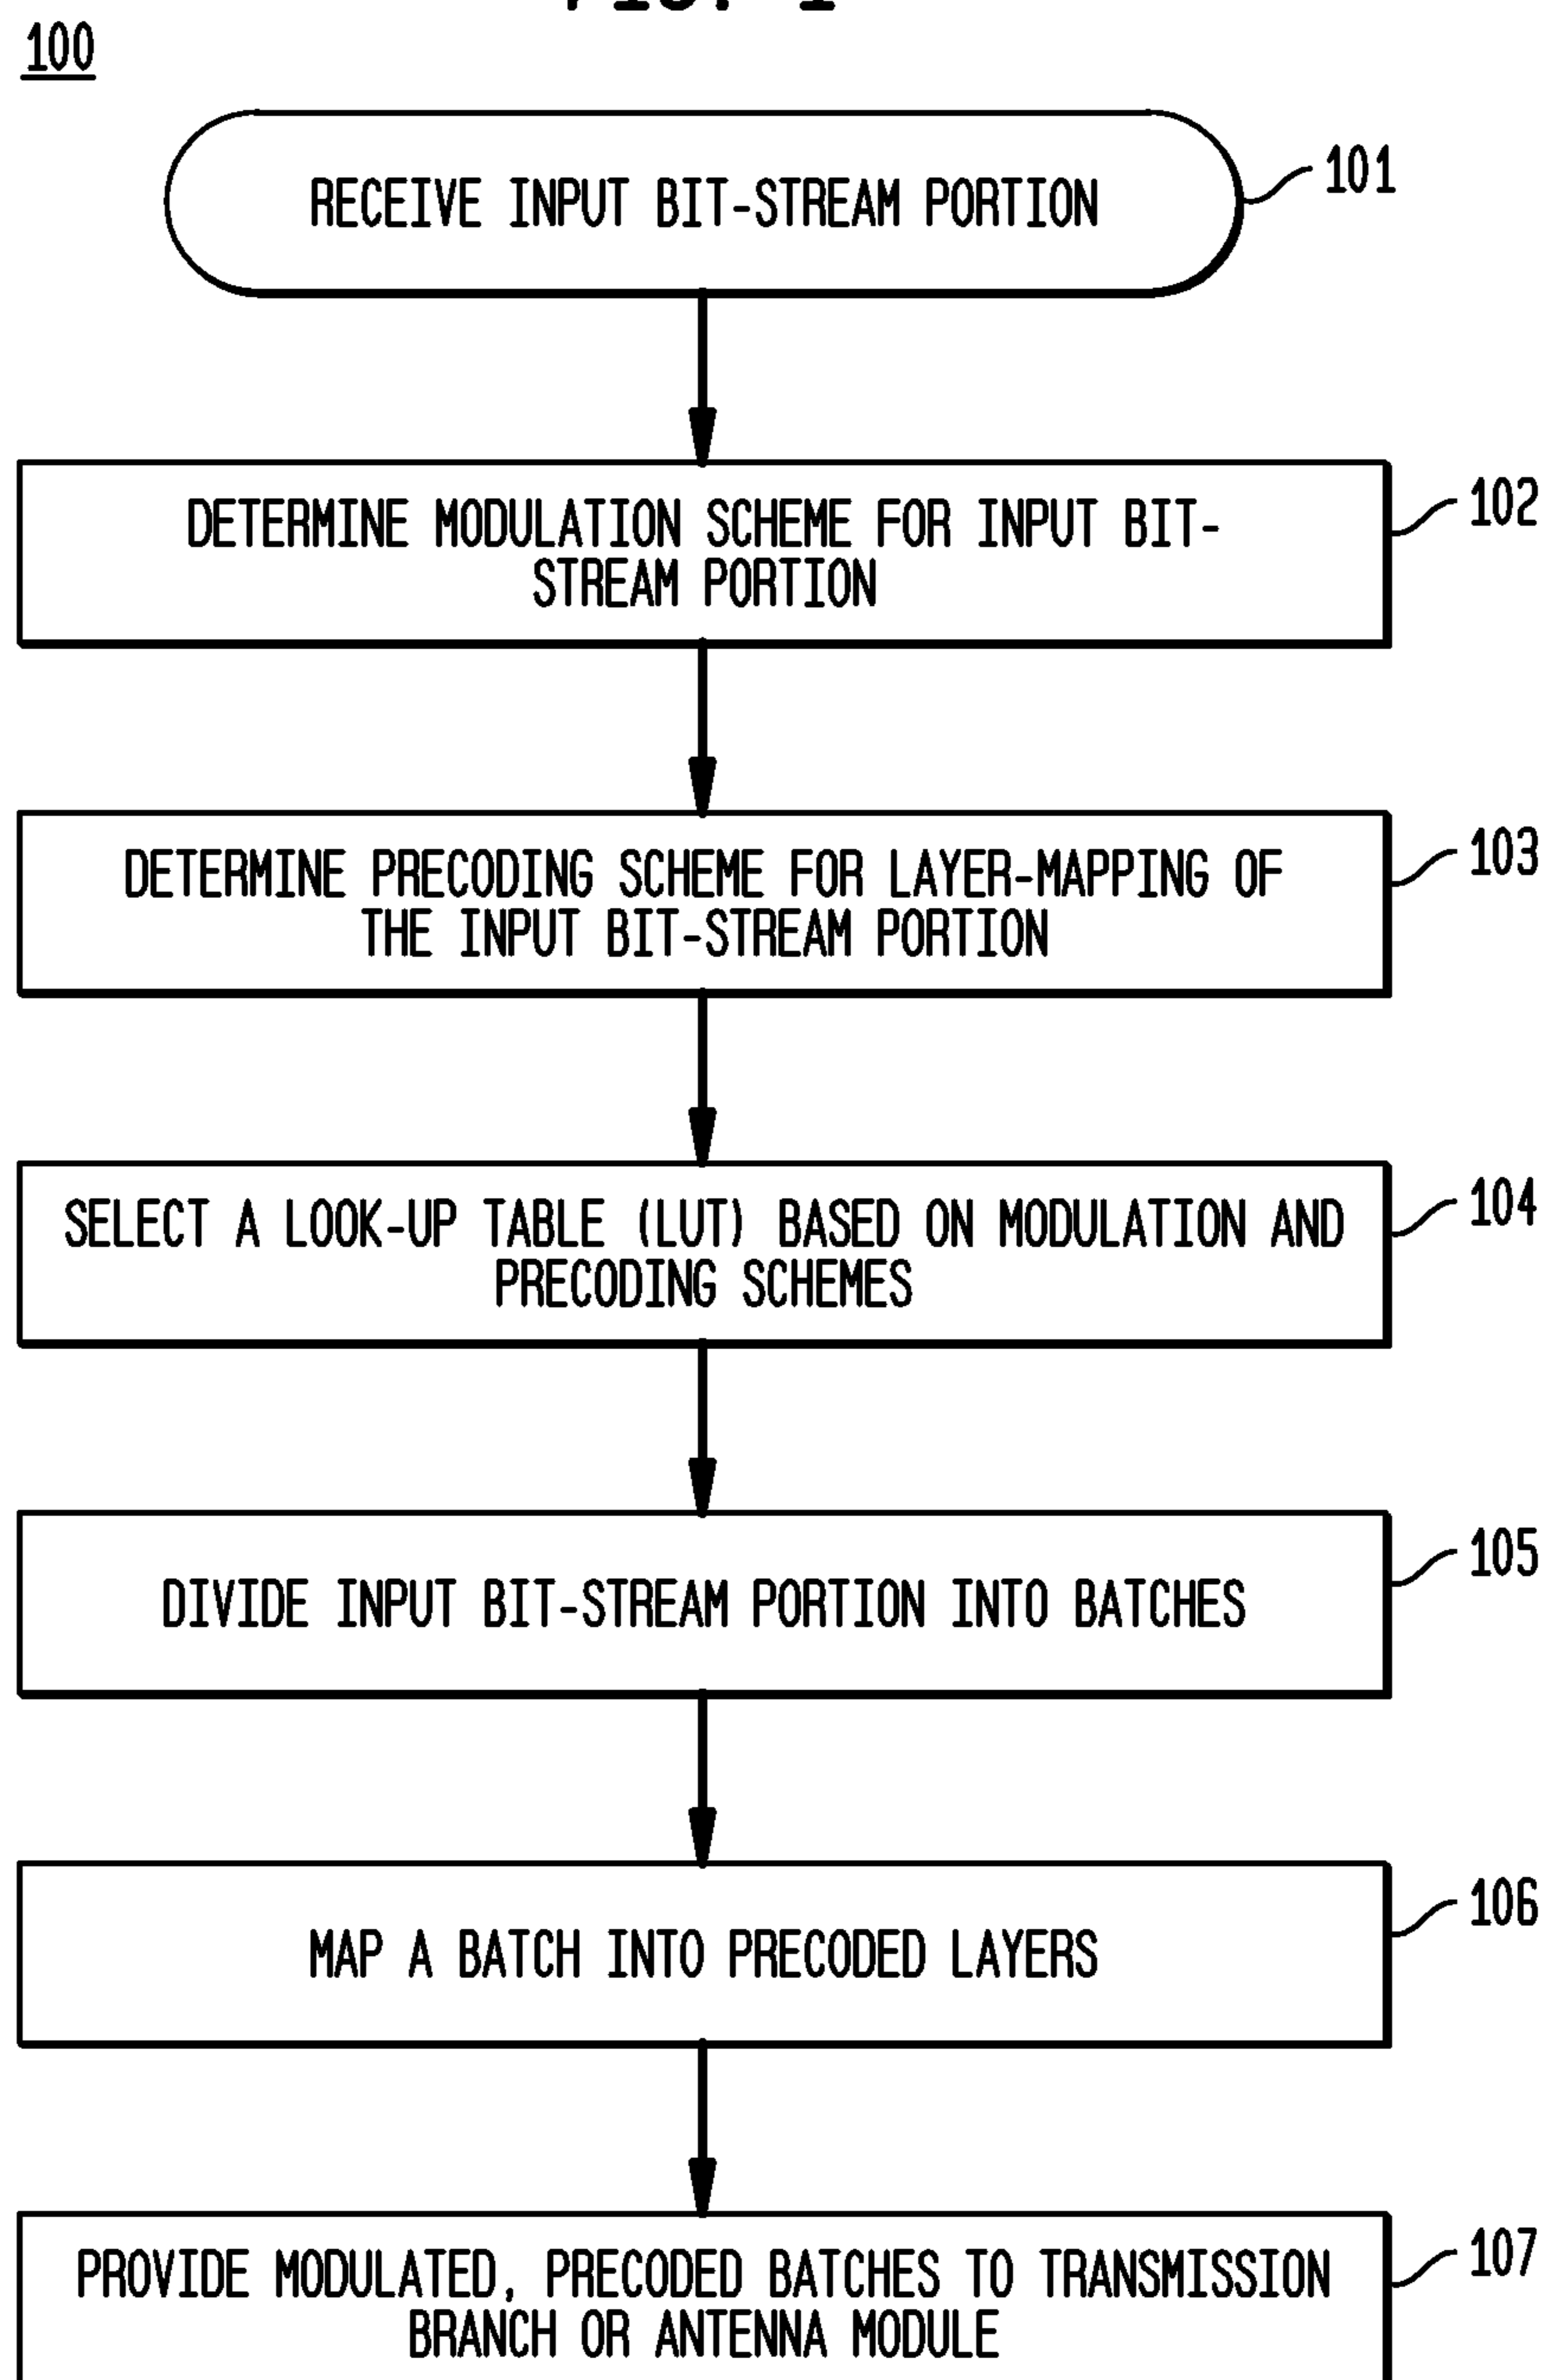 100
RECEIVE INPUT BIT-STREAM PORTION
101
DETERMINE MODULATION SCHEME FOR INPUT BIT-
STREAM PORTION
102
DETERMINE PRECODING SCHEME FOR LAYER-MAPPING OF
THE INPUT BIT-STREAM PORTION
103
SELECT A LOOK-UP TABLE (LUT) BASED ON MODULATION AND
PRECODING SCHEMES
104
DIVIDE INPUT BIT-STREAM PORTION INTO BATCHES
105
MAP A BATCH INTO PRECODED LAYERS
106
PROVIDE MODULATED, PRECODED BATCHES TO TRANSMISSION
BRANCH OR ANTENNA MODULE
107